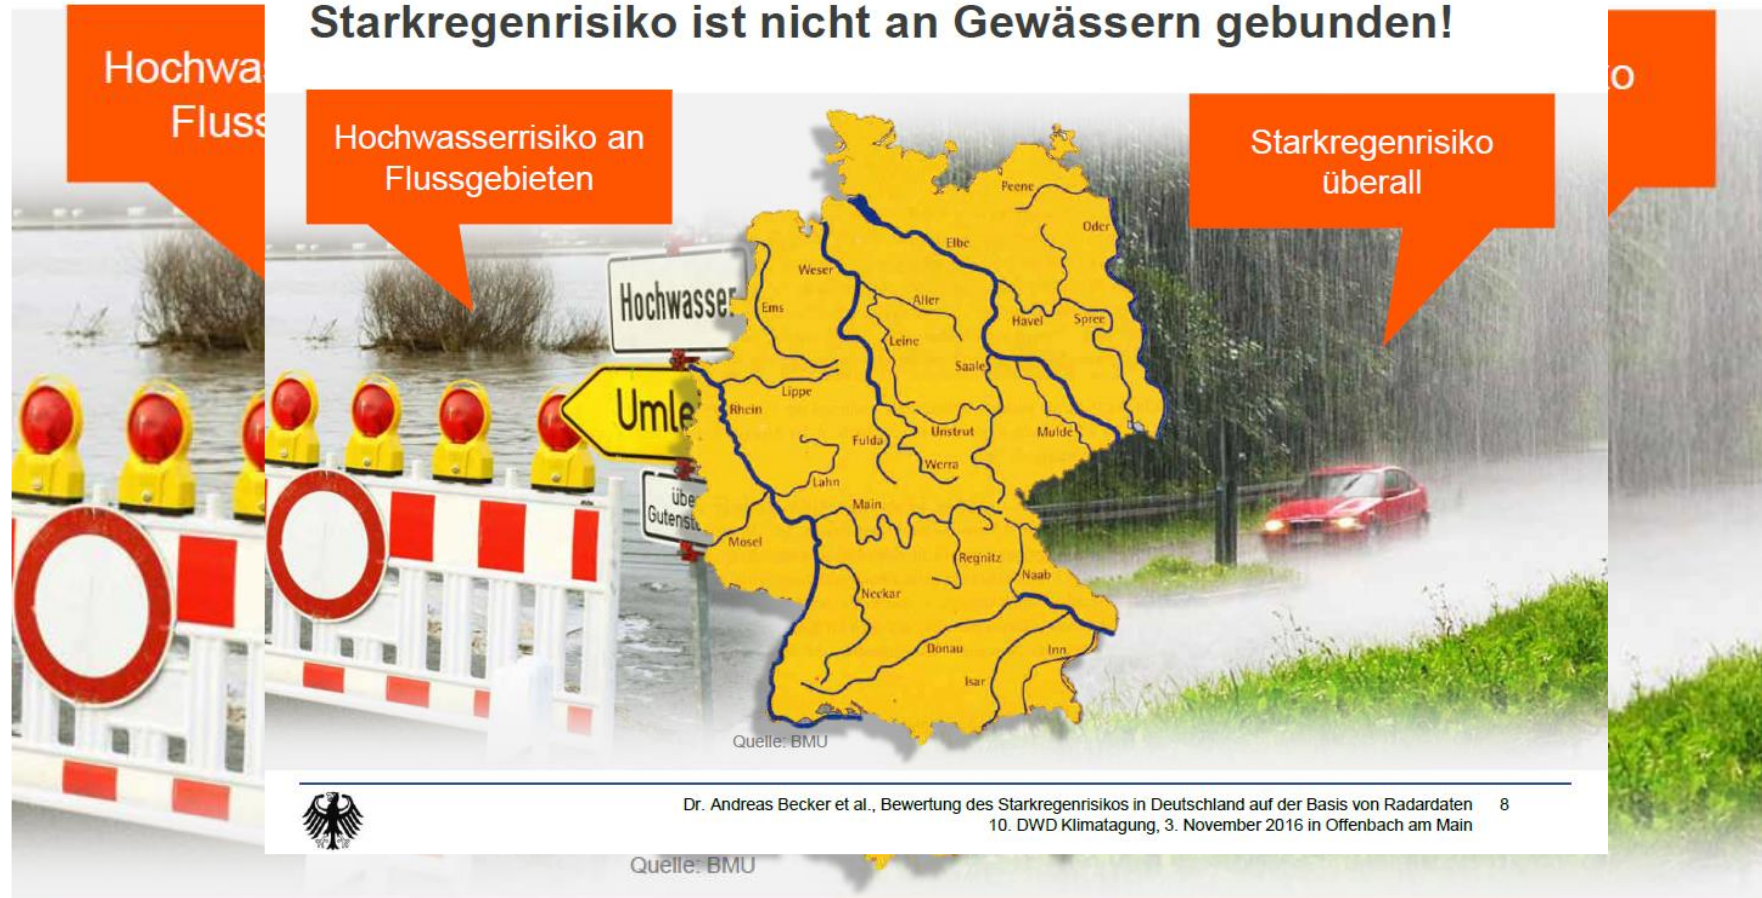 Starkregenrisiko ist nicht an Gewässern gebunden!
Hochwa
Fluss
Hochwasserrisiko an
Flussgebieten
Starkregenrisiko
überall
o
Hochwasser
Umle
übe
Gutenst
Peene
Oder
Elbe
Weser
Ems
Aller
Havel
Spree
Leine
Saale
Lippe
Rhein
Fulda
Unstrut
Mulde
Werra
Lahn
Main
Mosel
Regnitz
Naab
Neckar
Donau
Inn
Isar
Quelle: BMU
Dr. Andreas Becker et al., Bewertung des Starkregenrisikos in Deutschland auf der Basis von Radardaten 8
10. DWD Klimatagung, 3. November 2016 in Offenbach am Main
Quelle: BMU